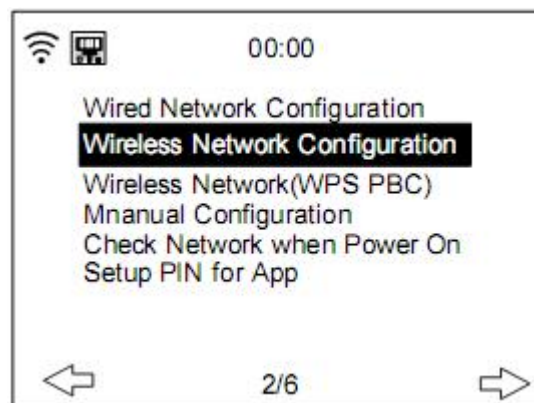 00:00
Wired Network Configuration
Wireless Network Configuration
Wireless Network(WPS PBC)
Mnanual Configuration
Check Network when Power On
Setup PIN for App
2/6